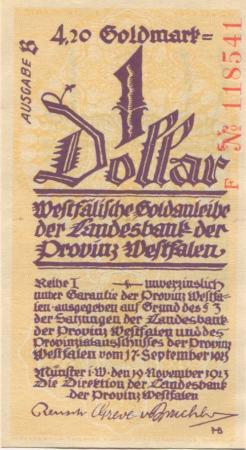 AUSGABE B
4,20 Goldmark=
1
Dollar
F № 118541
Westfälische Goldanleihe
der Landesbank der
Provinz Westfalen
Reihe I unverzinslich
unter Garantie der Provinz Westfa-
len-ausgegeben auf Grund des § 3
der Satzungen der Landesbank
der Provinz Westfalen und des
Provinzialausschusses der Provinz
Westfalen vom 17·September 1923
Münster i·W·den 19·November 1923
Die Direktion der Landesbank
der Provinz Westfalen